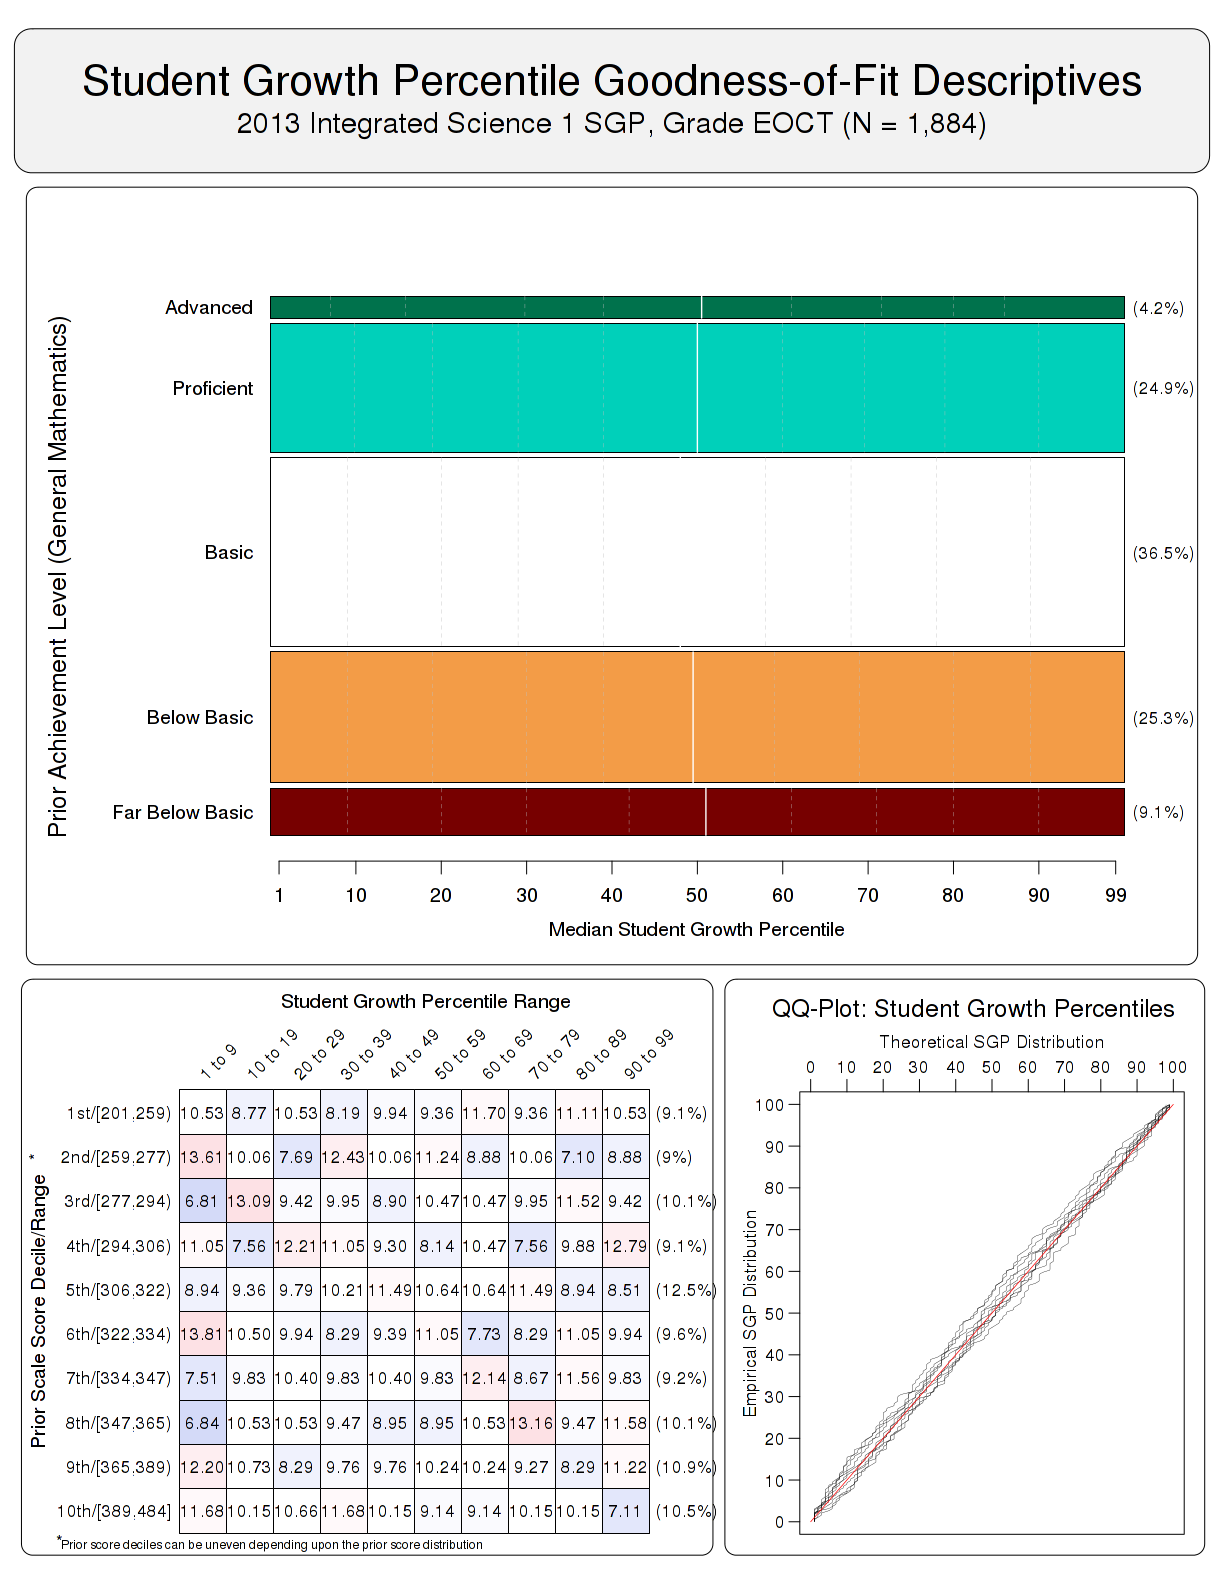 Student Growth Percentile Goodness-of-Fit Descriptives
2013 Integrated Science 1 SGP, Grade EOCT (N = 1,884)
Prior Achievement Level (General Mathematics)
Advanced (4.2%)
Proficient (24.9%)
Basic (36.5%)
Below Basic (25.3%)
Far Below Basic (9.1%)
1 10 20 30 40 50 60 70 80 90 99
Median Student Growth Percentile
Student Growth Percentile Range
1 to 9 10 to 19 20 to 29 30 to 39 40 to 49 50 to 59 60 to 69 70 to 79 80 to 89 90 to 99
Prior Scale Score Decile/Range *
1st/[201,259) 10.53 8.77 10.53 8.19 9.94 9.36 11.70 9.36 11.11 10.53 (9.1%)
2nd/[259,277) 13.61 10.06 7.69 12.43 10.06 11.24 8.88 10.06 7.10 8.88 (9%)
3rd/[277,294) 6.81 13.09 9.42 9.95 8.90 10.47 10.47 9.95 11.52 9.42 (10.1%)
4th/[294,306) 11.05 7.56 12.21 11.05 9.30 8.14 10.47 7.56 9.88 12.79 (9.1%)
5th/[306,322) 8.94 9.36 9.79 10.21 11.49 10.64 10.64 11.49 8.94 8.51 (12.5%)
6th/[322,334) 13.81 10.50 9.94 8.29 9.39 11.05 7.73 8.29 11.05 9.94 (9.6%)
7th/[334,347) 7.51 9.83 10.40 9.83 10.40 9.83 12.14 8.67 11.56 9.83 (9.2%)
8th/[347,365) 6.84 10.53 10.53 9.47 8.95 8.95 10.53 13.16 9.47 11.58 (10.1%)
9th/[365,389) 12.20 10.73 8.29 9.76 9.76 10.24 10.24 9.27 8.29 11.22 (10.9%)
10th/[389,484] 11.68 10.15 10.66 11.68 10.15 9.14 9.14 10.15 10.15 7.11 (10.5%)
*Prior score deciles can be uneven depending upon the prior score distribution
QQ-Plot: Student Growth Percentiles
Theoretical SGP Distribution
0 10 20 30 40 50 60 70 80 90 100
Empirical SGP Distribution
100
90
80
70
60
50
40
30
20
10
0